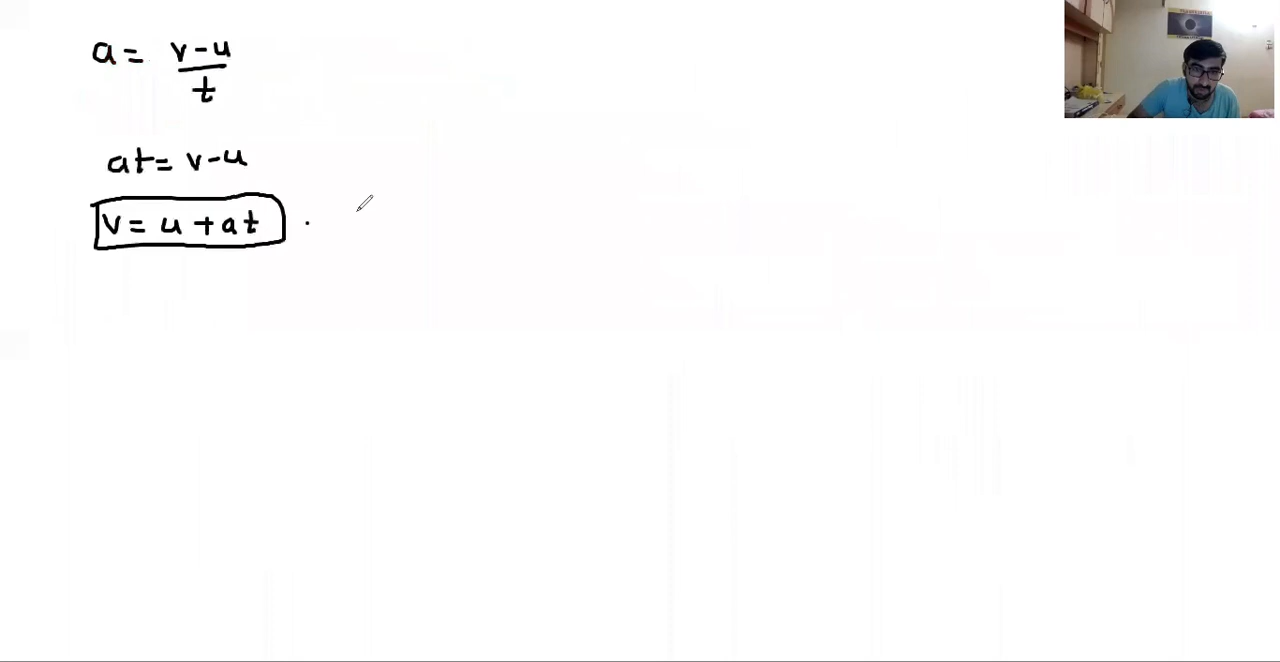 a = v-u
t
at = v-u
v = u + at .